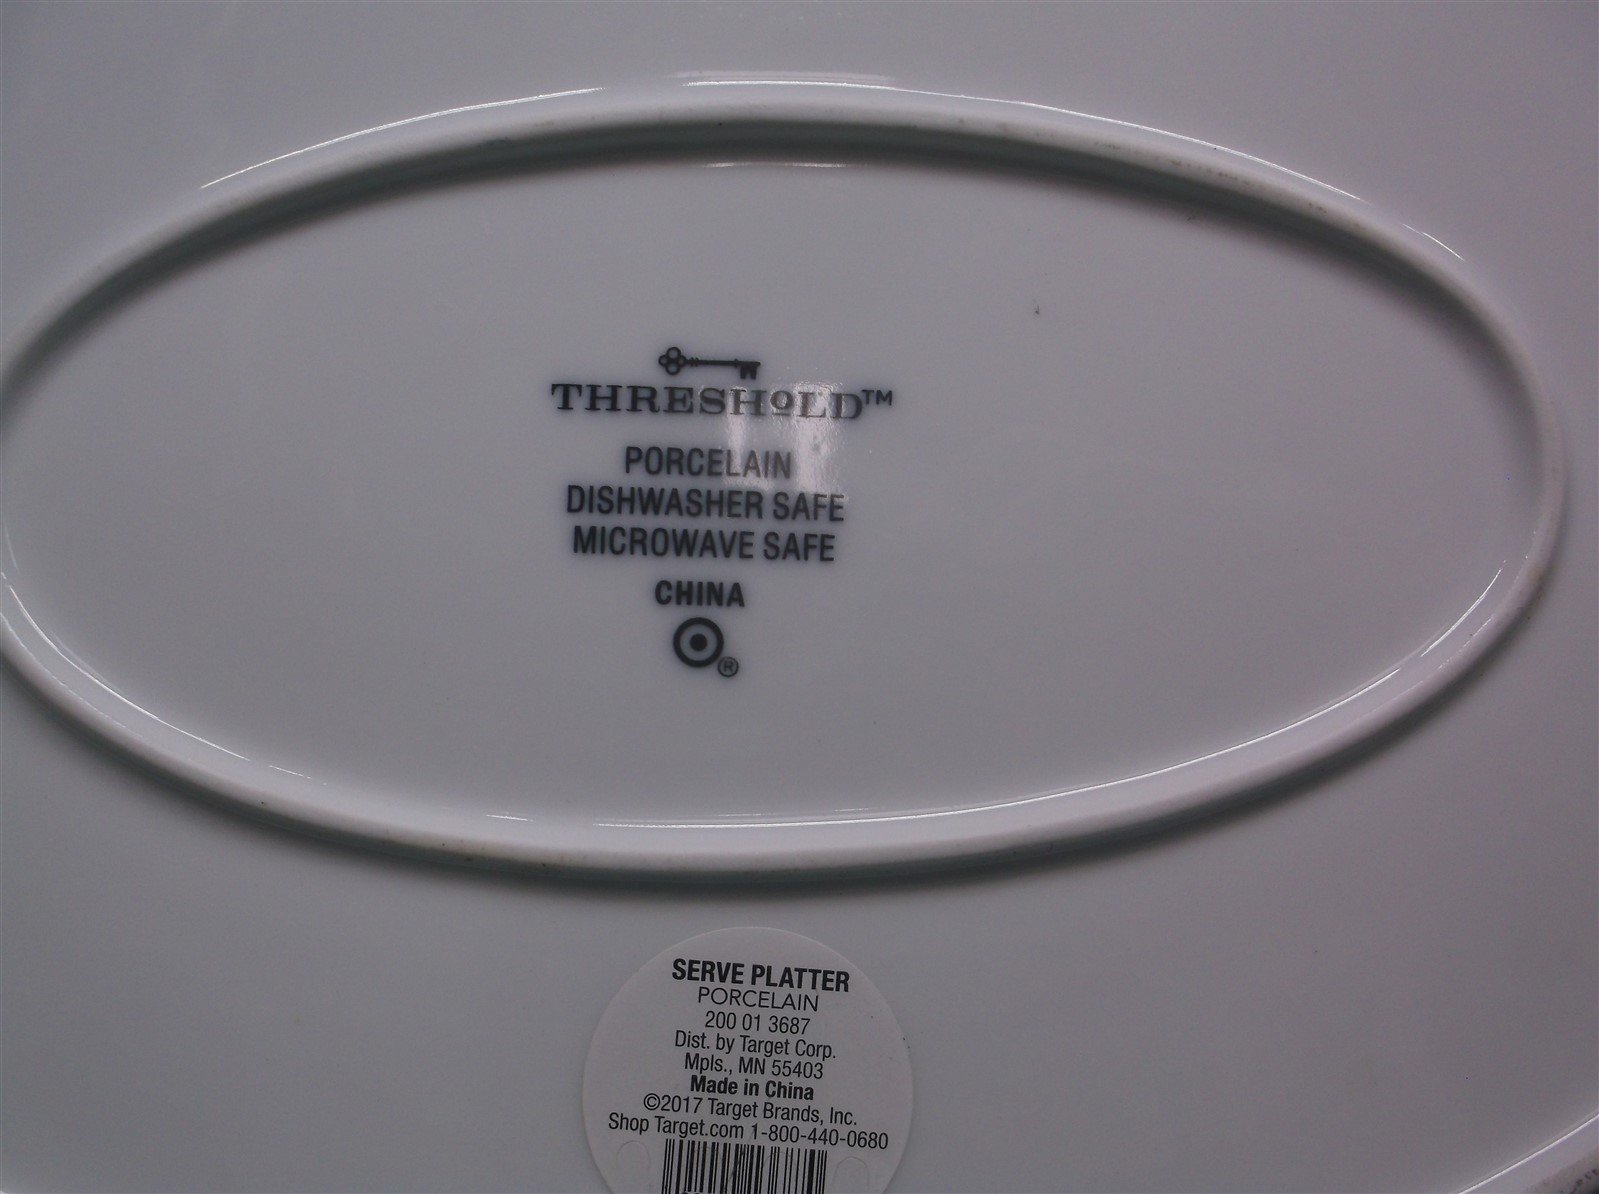 THRESHOLD™
PORCELAIN
DISHWASHER SAFE
MICROWAVE SAFE
CHINA
®
SERVE PLATTER
PORCELAIN
200 01 3687
Dist. by Target Corp.
Mpls., MN 55403
Made in China
©2017 Target Brands, Inc.
Shop Target.com 1-800-440-0680